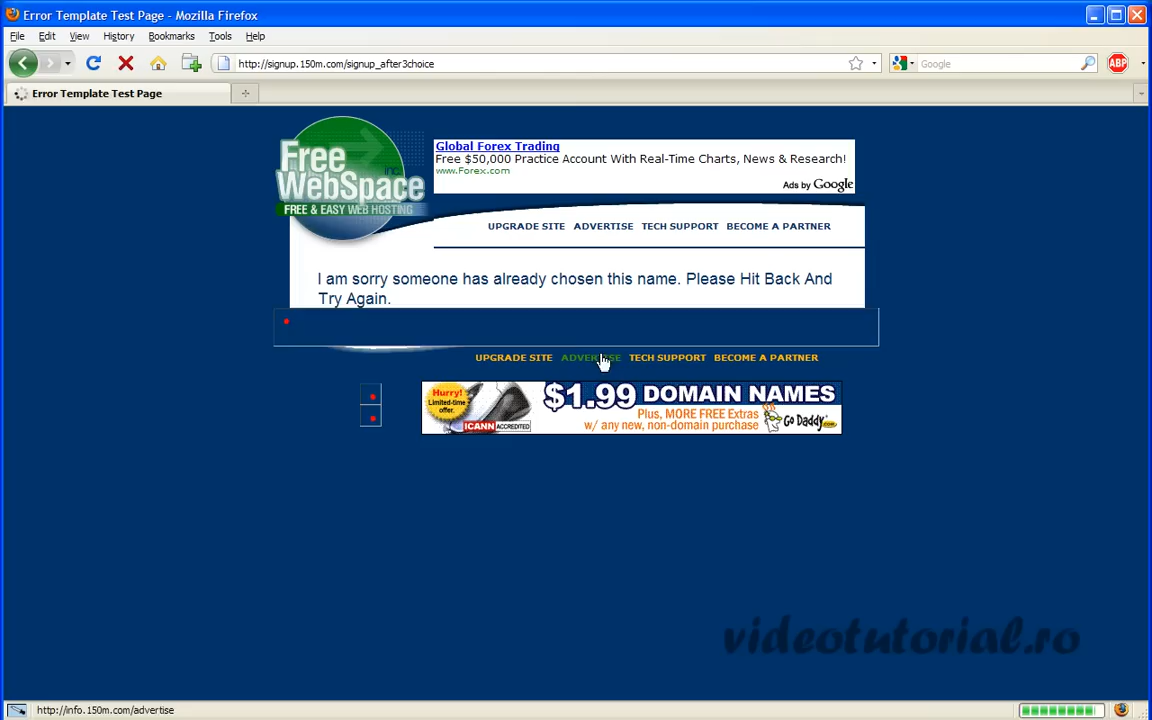 Error Template Test Page - Mozilla Firefox
File Edit View History Bookmarks Tools Help
http://signup.150m.com/signup_after3choice
Google
ABP
Error Template Test Page
Free
WebSpace
inc.
FREE & EASY WEB HOSTING
Global Forex Trading
Free $50,000 Practice Account With Real-Time Charts, News & Research!
www.Forex.com
Ads by Google
UPGRADE SITE ADVERTISE TECH SUPPORT BECOME A PARTNER
I am sorry someone has already chosen this name. Please Hit Back And
Try Again.
UPGRADE SITE ADVERTISE TECH SUPPORT BECOME A PARTNER
Hurry!
Limited-time
offer.
ICANN ACCREDITED
$1.99 DOMAIN NAMES
Plus, MORE FREE Extras
w/ any new, non-domain purchase
Go Daddy.com
videotutorial.ro
http://info.150m.com/advertise